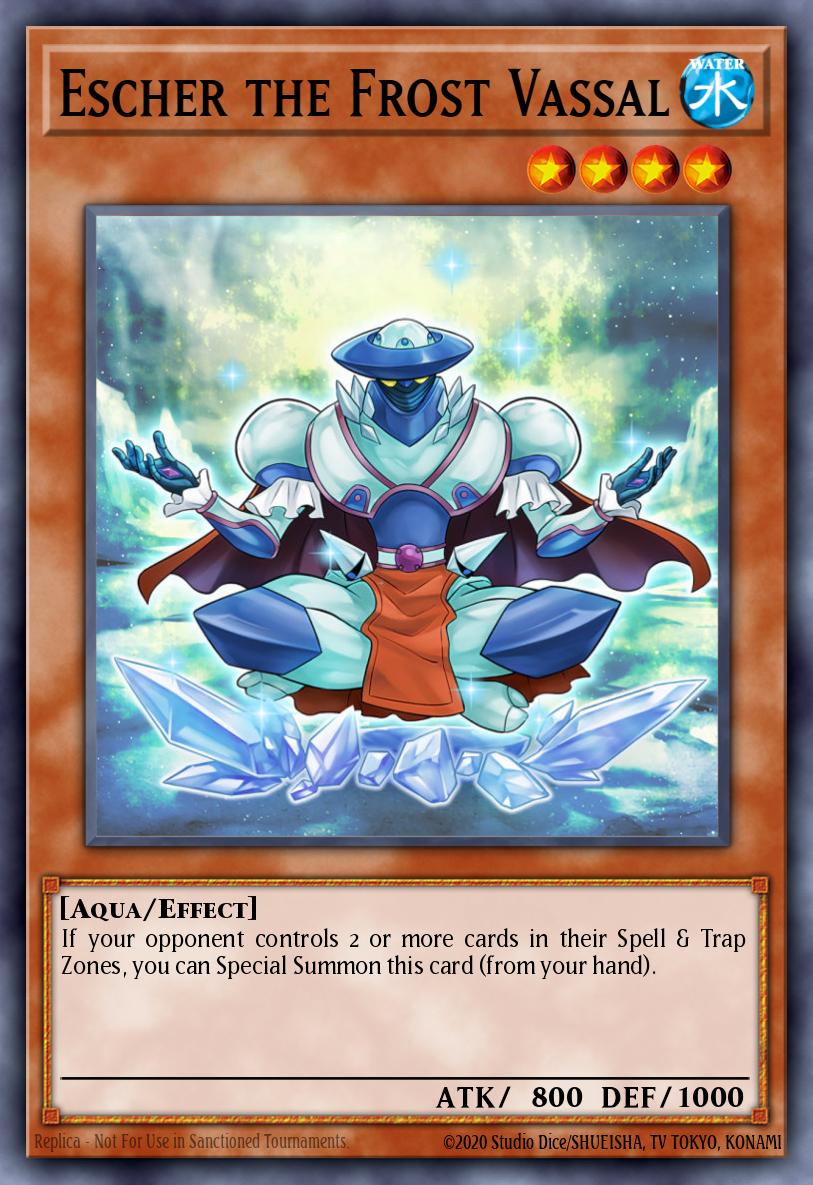 Escher the Frost Vassal
WATER
水
[Aqua/Effect]
If your opponent controls 2 or more cards in their Spell & Trap
Zones, you can Special Summon this card (from your hand).
ATK/ 800 DEF/1000
Replica - Not For Use in Sanctioned Tournaments.
©2020 Studio Dice/SHUEISHA, TV TOKYO, KONAMI